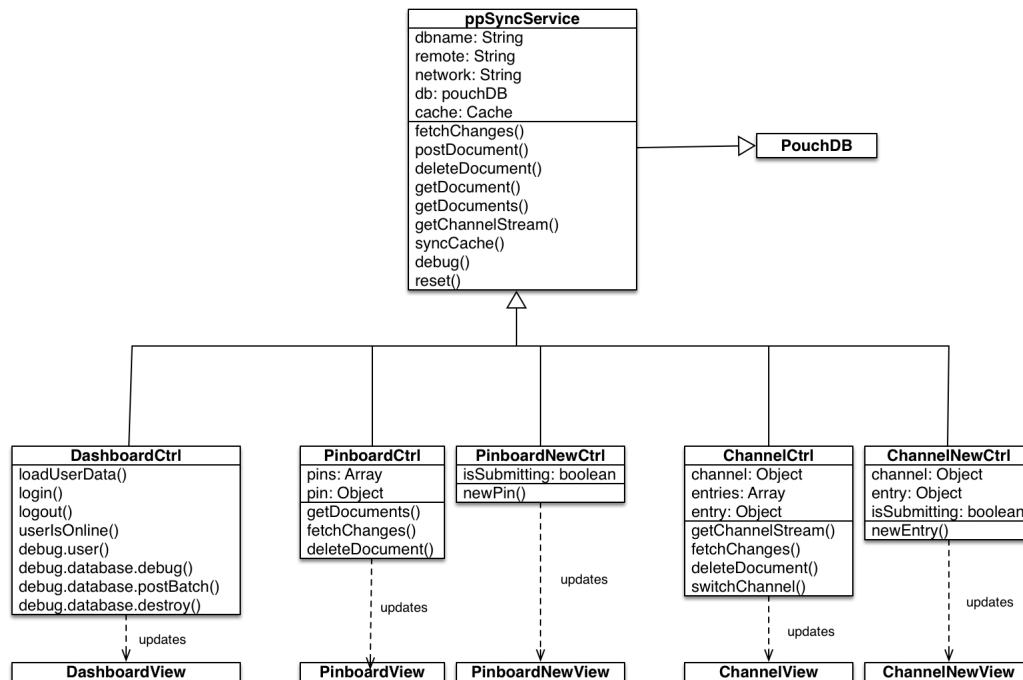 ppSyncService
dbname: String
remote: String
network: String
db: pouchDB
cache: Cache
fetchChanges()
postDocument()
deleteDocument()
getDocument()
getDocuments()
getChannelStream()
syncCache()
debug()
reset()
PouchDB
DashboardCtrl
loadUserData()
login()
logout()
userIsOnline()
debug.user()
debug.database.debug()
debug.database.postBatch()
debug.database.destroy()
PinboardCtrl
pins: Array
pin: Object
getDocuments()
fetchChanges()
deleteDocument()
PinboardNewCtrl
isSubmitting: boolean
newPin()
ChannelCtrl
channel: Object
entries: Array
entry: Object
getChannelStream()
fetchChanges()
deleteDocument()
switchChannel()
ChannelNewCtrl
channel: Object
entry: Object
isSubmitting: boolean
newEntry()
updates
updates
updates
updates
updates
DashboardView
PinboardView
PinboardNewView
ChannelView
ChannelNewView